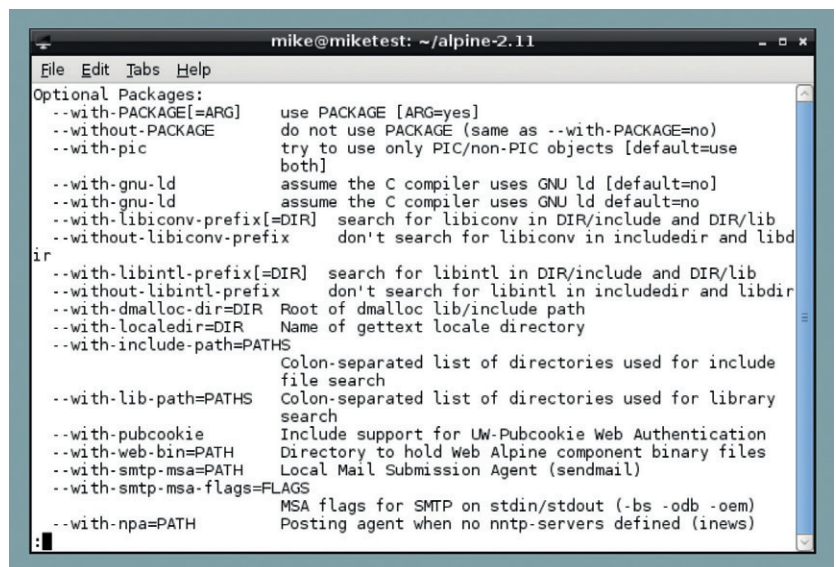 mike@miketest: ~/alpine-2.11
File Edit Tabs Help
Optional Packages:
--with-PACKAGE[=ARG] use PACKAGE [ARG=yes]
--without-PACKAGE do not use PACKAGE (same as --with-PACKAGE=no)
--with-pic try to use only PIC/non-PIC objects [default=use
both]
--with-gnu-ld assume the C compiler uses GNU ld [default=no]
--with-gnu-ld assume the C compiler uses GNU ld default=no
--with-libiconv-prefix[=DIR] search for libiconv in DIR/include and DIR/lib
--without-libiconv-prefix don't search for libiconv in includedir and libd
ir
--with-libintl-prefix[=DIR] search for libintl in DIR/include and DIR/lib
--without-libintl-prefix don't search for libintl in includedir and libdir
--with-dmalloc-dir=DIR Root of dmalloc lib/include path
--with-localedir=DIR Name of gettext locale directory
--with-include-path=PATHS
Colon-separated list of directories used for include
file search
--with-lib-path=PATHS Colon-separated list of directories used for library
search
--with-pubcookie Include support for UW-Pubcookie Web Authentication
--with-web-bin=PATH Directory to hold Web Alpine component binary files
--with-smtp-msa=PATH Local Mail Submission Agent (sendmail)
--with-smtp-msa-flags=FLAGS
MSA flags for SMTP on stdin/stdout (-bs -odb -oem)
--with-npa=PATH Posting agent when no nntp-servers defined (inews)
: